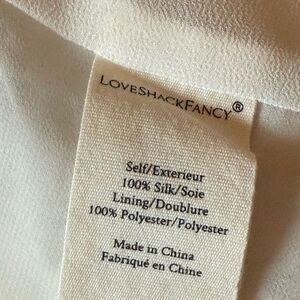 LOVESHACKFANCY®
Self/Exterieur
100% Silk/Soie
Lining/Doublure
100% Polyester/Polyester
Made in China
Fabriqué en Chine